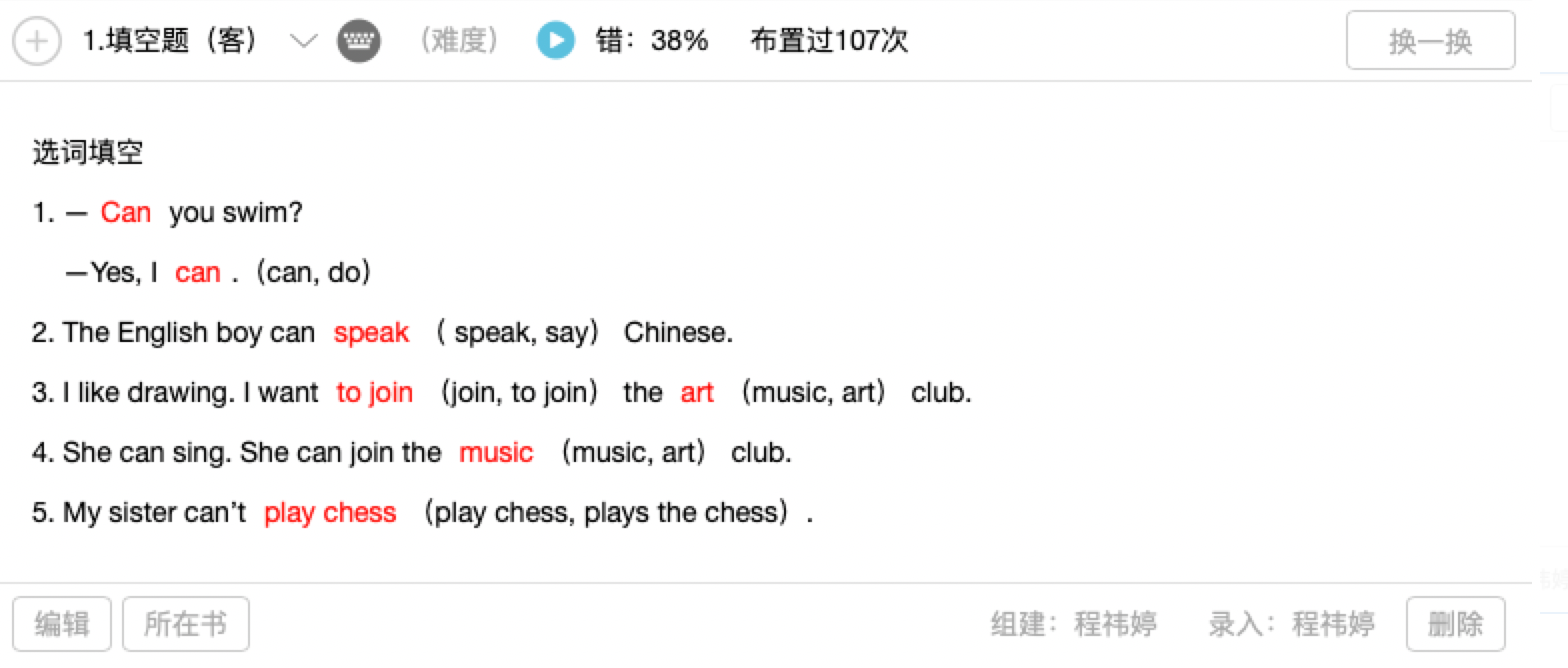 1.填空题（客） （难度） 错：38% 布置过107次 换一换
选词填空
1. — Can you swim?
—Yes, I can .（can, do）
2. The English boy can speak （ speak, say） Chinese.
3. I like drawing. I want to join （join, to join） the art （music, art） club.
4. She can sing. She can join the music （music, art） club.
5. My sister can't play chess （play chess, plays the chess）.
编辑 所在书 组建：程祎婷 录入：程祎婷 删除